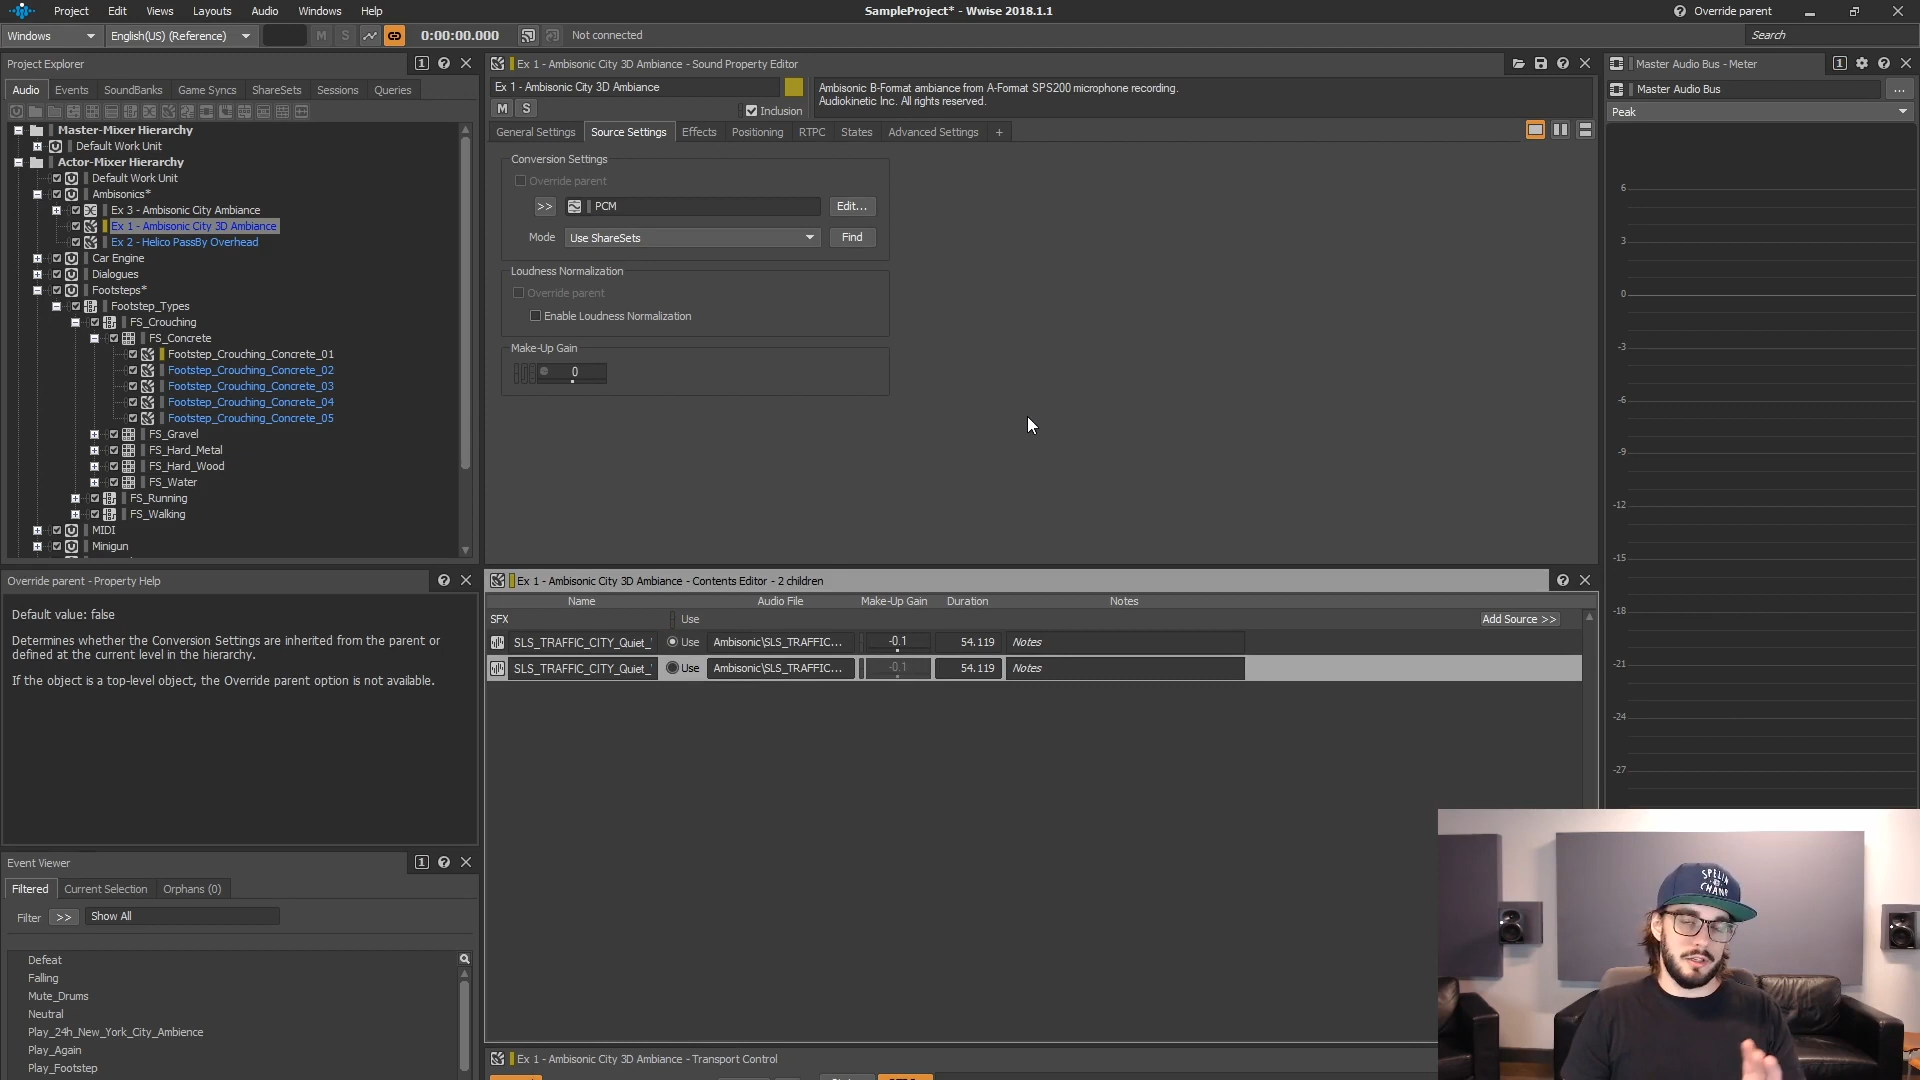 Project Edit Views Layouts Audio Windows Help
SampleProject* - Wwise 2018.1.1
Override parent
Windows
English(US) (Reference)
M S
0:00:00.000
Not connected
Search
Project Explorer
1
Audio Events SoundBanks Game Syncs ShareSets Sessions Queries
Master-Mixer Hierarchy
Default Work Unit
Actor-Mixer Hierarchy
Default Work Unit
Ambisonics*
Ex 3 - Ambisonic City Ambiance
Ex 1 - Ambisonic City 3D Ambiance
Ex 2 - Helico PassBy Overhead
Car Engine
Dialogues
Footsteps*
Footstep_Types
FS_Crouching
FS_Concrete
Footstep_Crouching_Concrete_01
Footstep_Crouching_Concrete_02
Footstep_Crouching_Concrete_03
Footstep_Crouching_Concrete_04
Footstep_Crouching_Concrete_05
FS_Gravel
FS_Hard_Metal
FS_Hard_Wood
FS_Water
FS_Running
FS_Walking
MIDI
Minigun
Override parent - Property Help
Default value: false
Determines whether the Conversion Settings are inherited from the parent or
defined at the current level in the hierarchy.
If the object is a top-level object, the Override parent option is not available.
Event Viewer
1
Filtered Current Selection Orphans (0)
Filter >> Show All
Defeat
Falling
Mute_Drums
Neutral
Play_24h_New_York_City_Ambience
Play_Again
Play_Footstep
Ex 1 - Ambisonic City 3D Ambiance - Sound Property Editor
Ex 1 - Ambisonic City 3D Ambiance
M S
Inclusion
Ambisonic B-Format ambiance from A-Format SPS200 microphone recording.
Audiokinetic Inc. All rights reserved.
General Settings Source Settings Effects Positioning RTPC States Advanced Settings +
Conversion Settings
Override parent
>> PCM Edit...
Mode Use ShareSets Find
Loudness Normalization
Override parent
Enable Loudness Normalization
Make-Up Gain
0
Ex 1 - Ambisonic City 3D Ambiance - Contents Editor - 2 children
Name Audio File Make-Up Gain Duration Notes
SFX Use Add Source >>
SLS_TRAFFIC_CITY_Quiet_ Use Ambisonic\SLS_TRAFFIC... -0.1 54.119 Notes
SLS_TRAFFIC_CITY_Quiet_ Use Ambisonic\SLS_TRAFFIC... -0.1 54.119 Notes
Ex 1 - Ambisonic City 3D Ambiance - Transport Control
Master Audio Bus - Meter
1
Master Audio Bus ...
Peak
6
3
0
-3
-6
-9
-12
-15
-18
-21
-24
-27
SPELIN
CHAMP